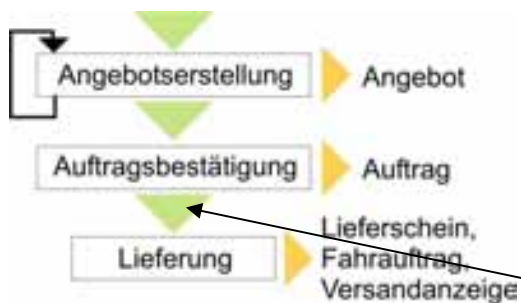 Angebotserstellung
Angebot
Auftragsbestätigung
Auftrag
Lieferung
Lieferschein,
Fahrauftrag,
Versandanzeige